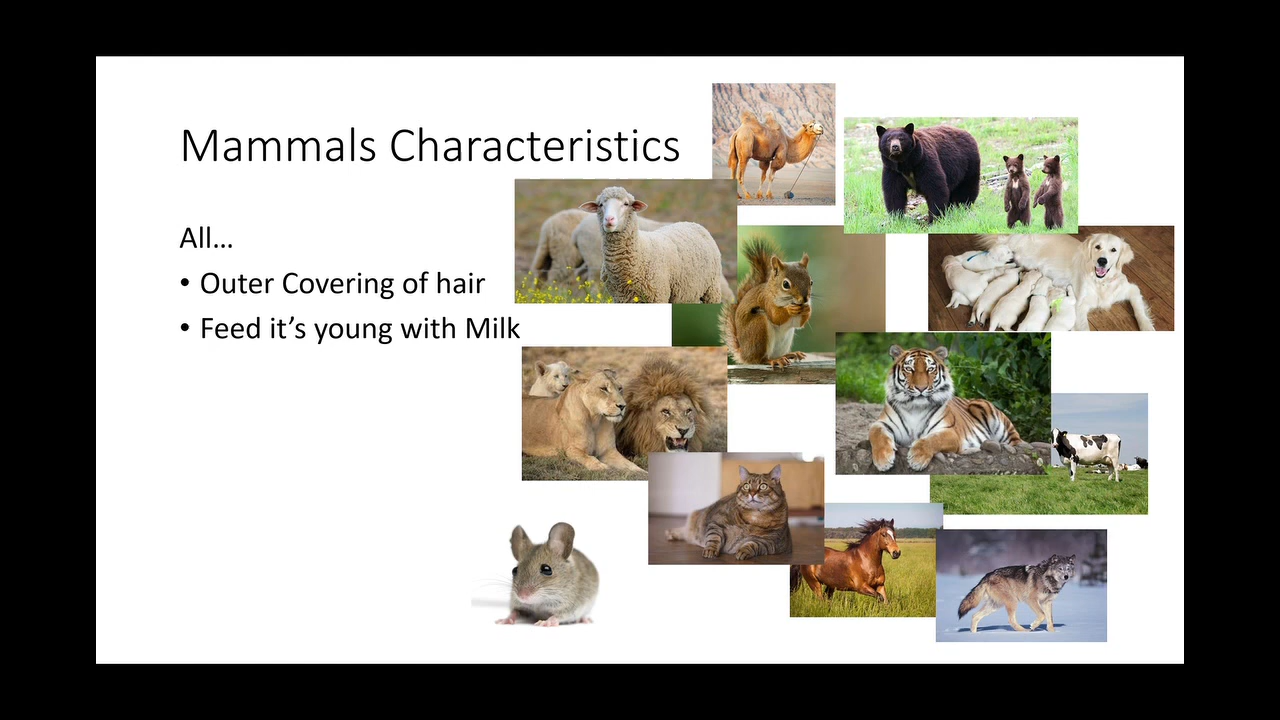 Mammals Characteristics
All...
• Outer Covering of hair
• Feed it's young with Milk